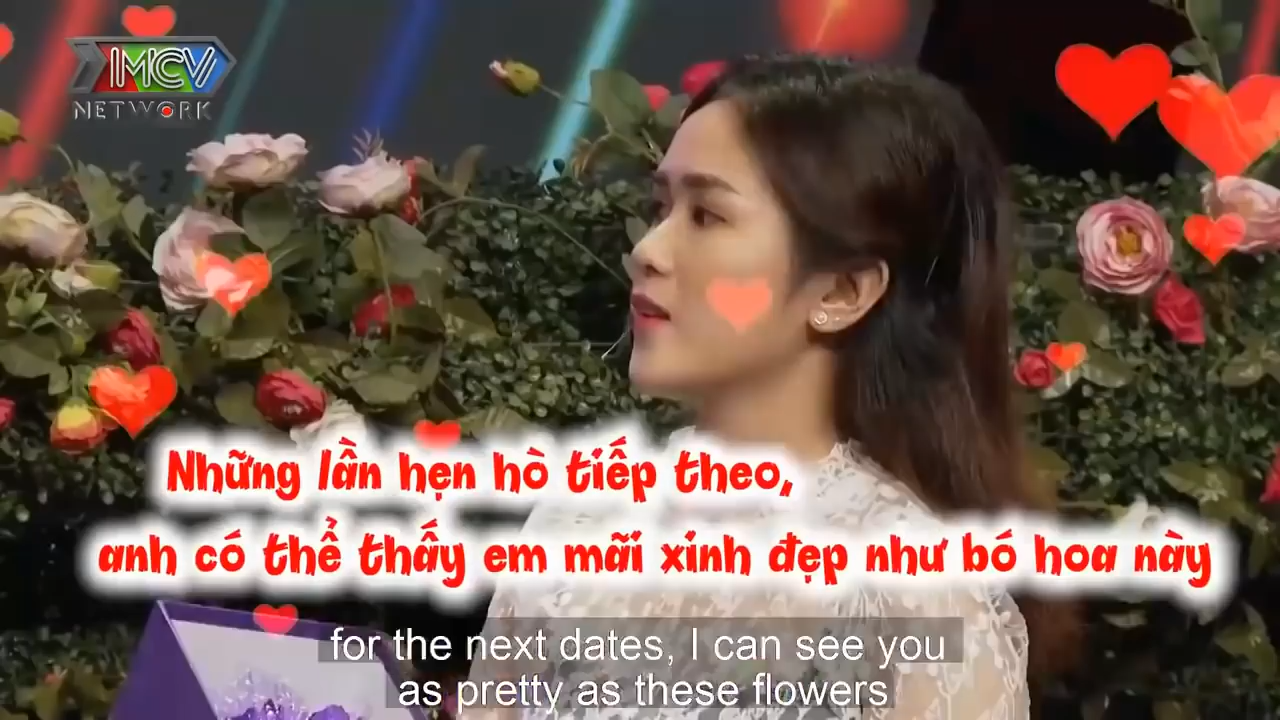 MCV
NETWORK
Những lần hẹn hò tiếp theo,
anh có thể thấy em mãi xinh đẹp như bó hoa này
for the next dates, I can see you
as pretty as these flowers